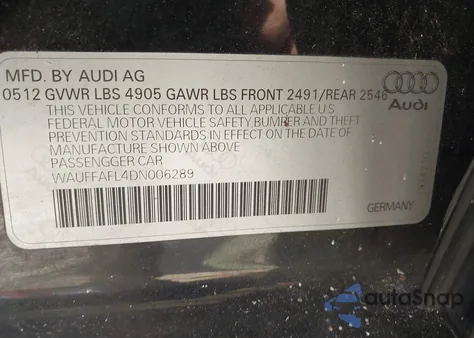 MFD. BY AUDI AG
0512 GVWR LBS 4905 GAWR LBS FRONT 2491/REAR 2546
THIS VEHICLE CONFORMS TO ALL APPLICABLE U.S
FEDERAL MOTOR VEHICLE SAFETY BUMPER AND THEFT
PREVENTION STANDARDS IN EFFECT ON THE DATE OF
MANUFACTURE SHOWN ABOVE
PASSENGGER CAR
WAUFFAFL4DN006289
Audi
GERMANY
autoSnap